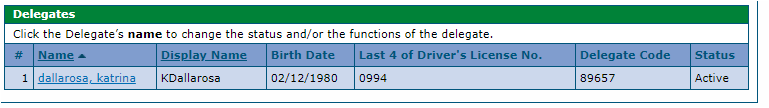 Delegates
Click the Delegate's name to change the status and/or the functions of the delegate.
# Name Display Name Birth Date Last 4 of Driver's License No. Delegate Code Status
1 dallarosa, katrina KDallarosa 02/12/1980 0994 89657 Active